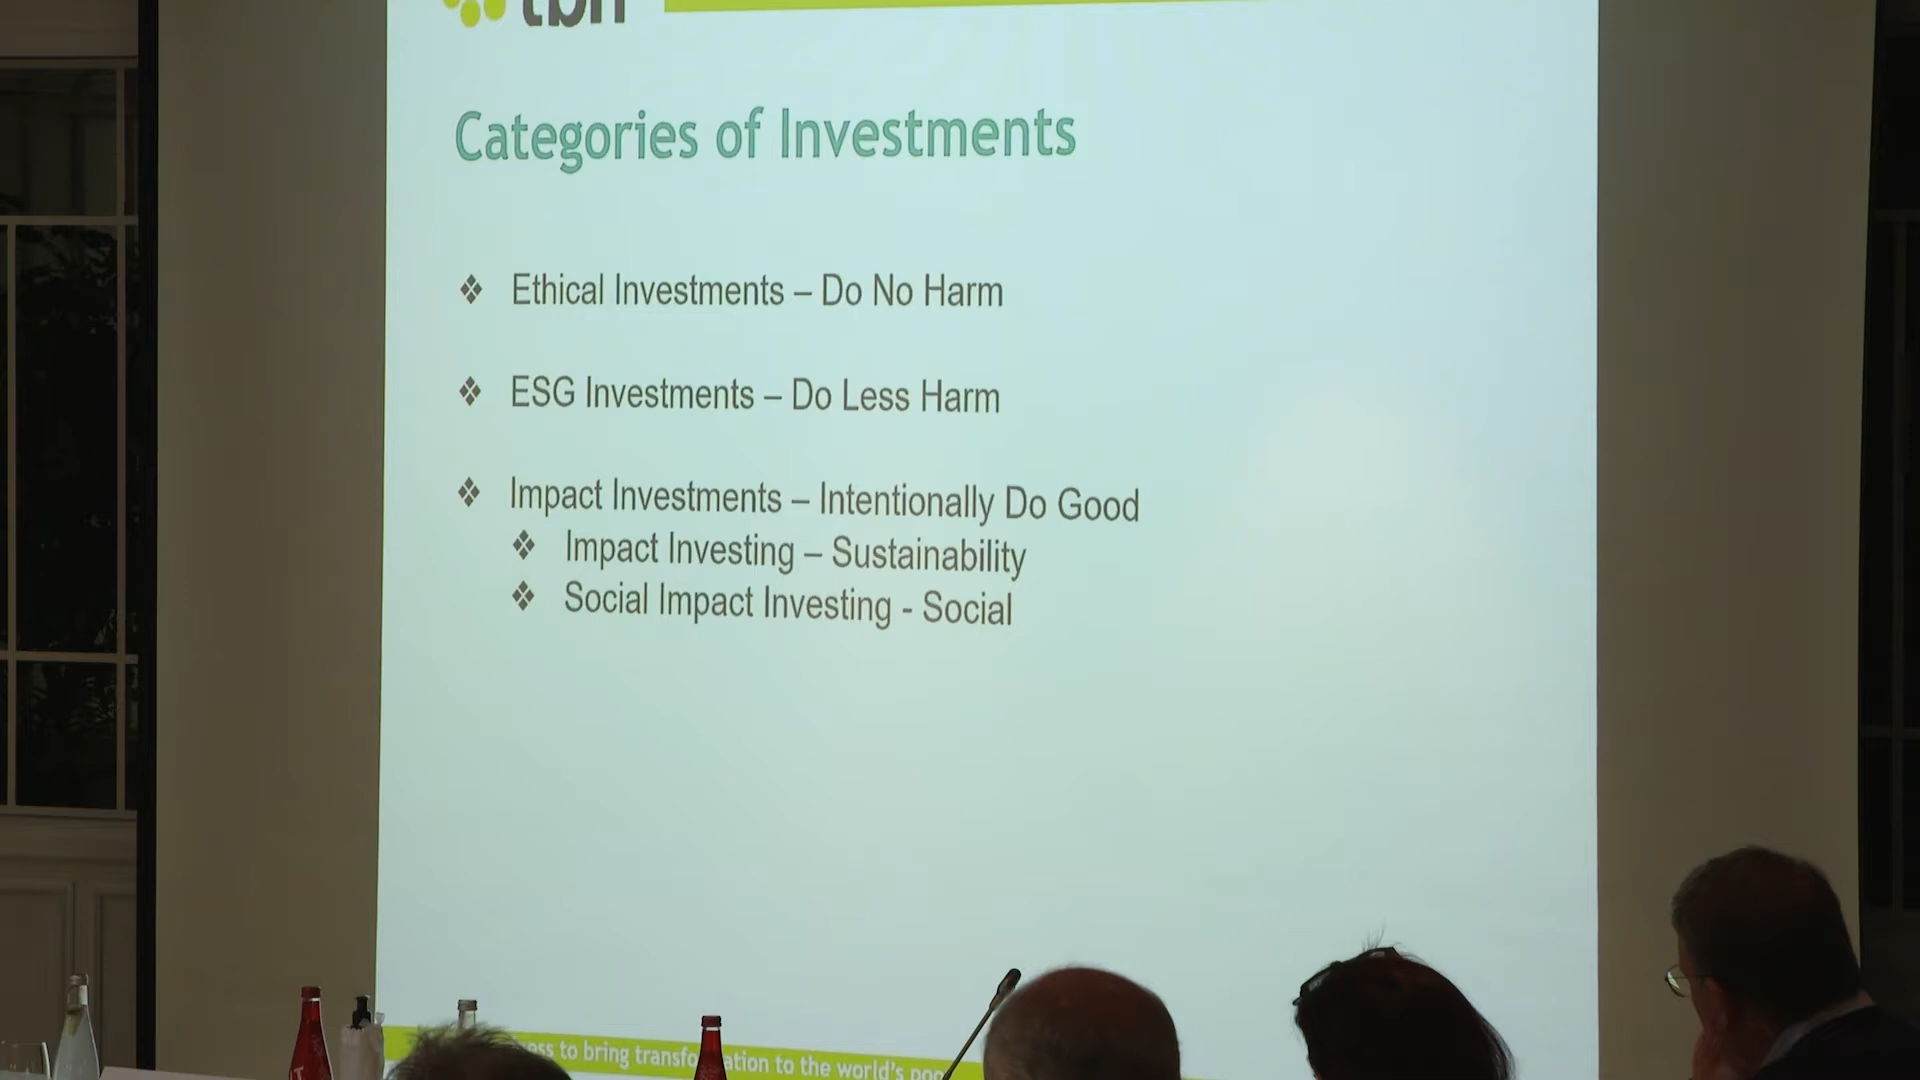 tbn
Categories of Investments
❖ Ethical Investments – Do No Harm
❖ ESG Investments – Do Less Harm
❖ Impact Investments – Intentionally Do Good
❖ Impact Investing – Sustainability
❖ Social Impact Investing - Social
to bring to the world's